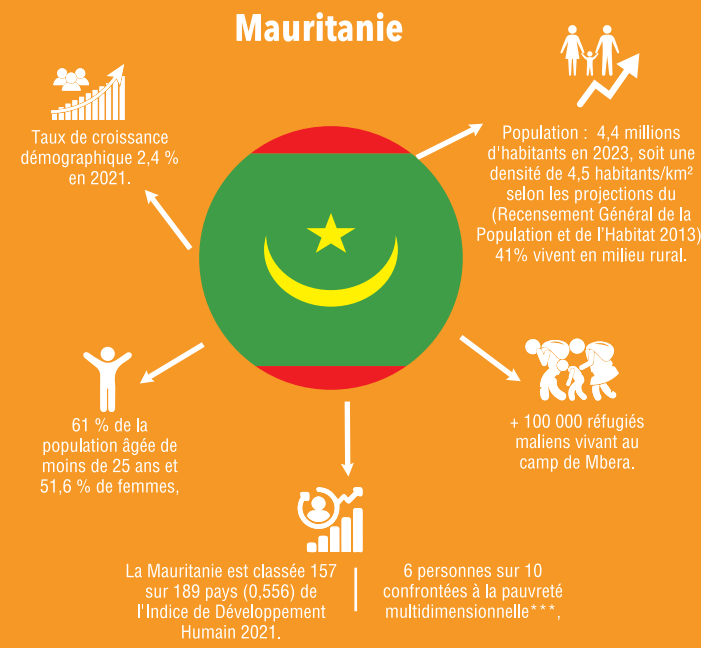 Mauritanie
Taux de croissance
démographique 2,4 %
en 2021.
Population : 4,4 millions
d'habitants en 2023, soit une
densité de 4,5 habitants/km²
selon les projections du
(Recensement Général de la
Population et de l'Habitat 2013)
41% vivent en milieu rural.
61 % de la
population âgée de
moins de 25 ans et
51,6 % de femmes,
+ 100 000 réfugiés
maliens vivant au
camp de Mbera.
La Mauritanie est classée 157
sur 189 pays (0,556) de
l'Indice de Développement
Humain 2021.
6 personnes sur 10
confrontées à la pauvreté
multidimensionnelle***,